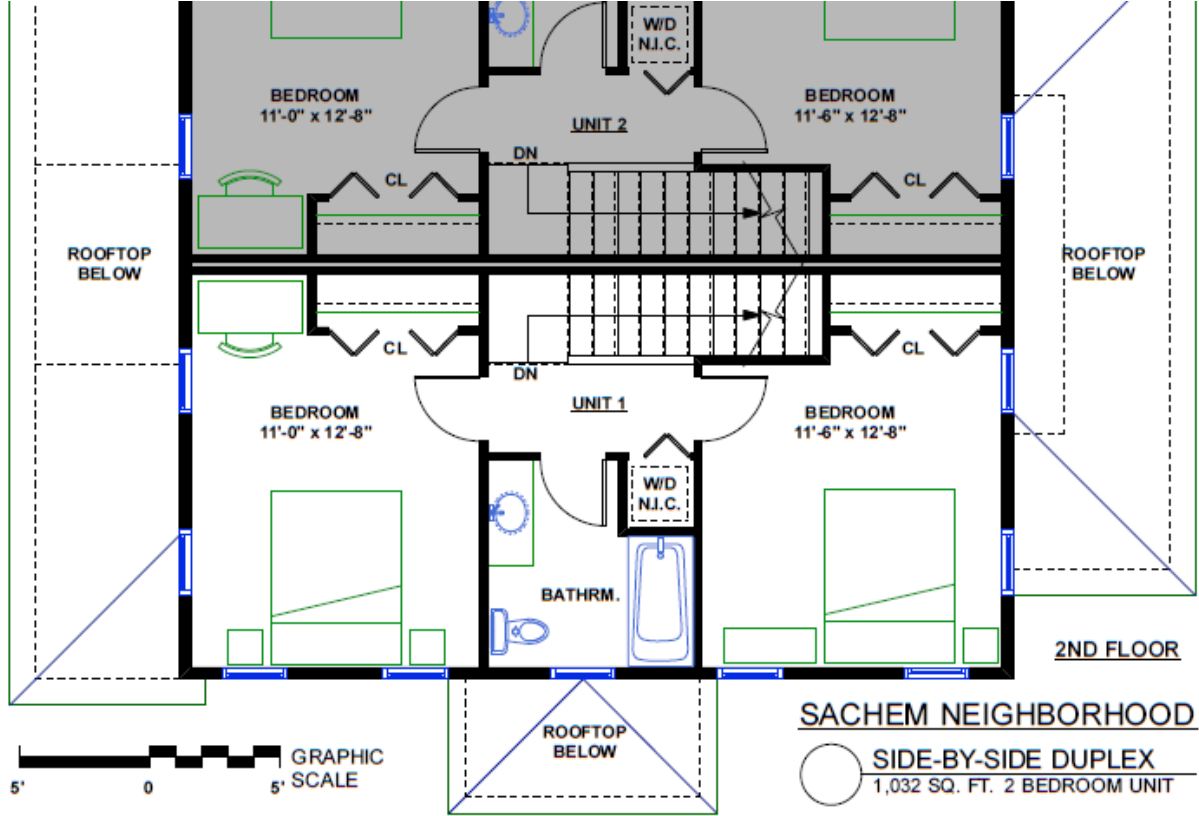 W/D
N.I.C.
BEDROOM
11'-0" x 12'-8"
BEDROOM
11'-6" x 12'-8"
UNIT 2
DN
CL
CL
ROOFTOP
BELOW
ROOFTOP
BELOW
CL
CL
DN
UNIT 1
BEDROOM
11'-0" x 12'-8"
BEDROOM
11'-6" x 12'-8"
W/D
N.I.C.
BATHRM.
2ND FLOOR
ROOFTOP
BELOW
SACHEM NEIGHBORHOOD
SIDE-BY-SIDE DUPLEX
1,032 SQ. FT. 2 BEDROOM UNIT
GRAPHIC
SCALE
5' 0 5'